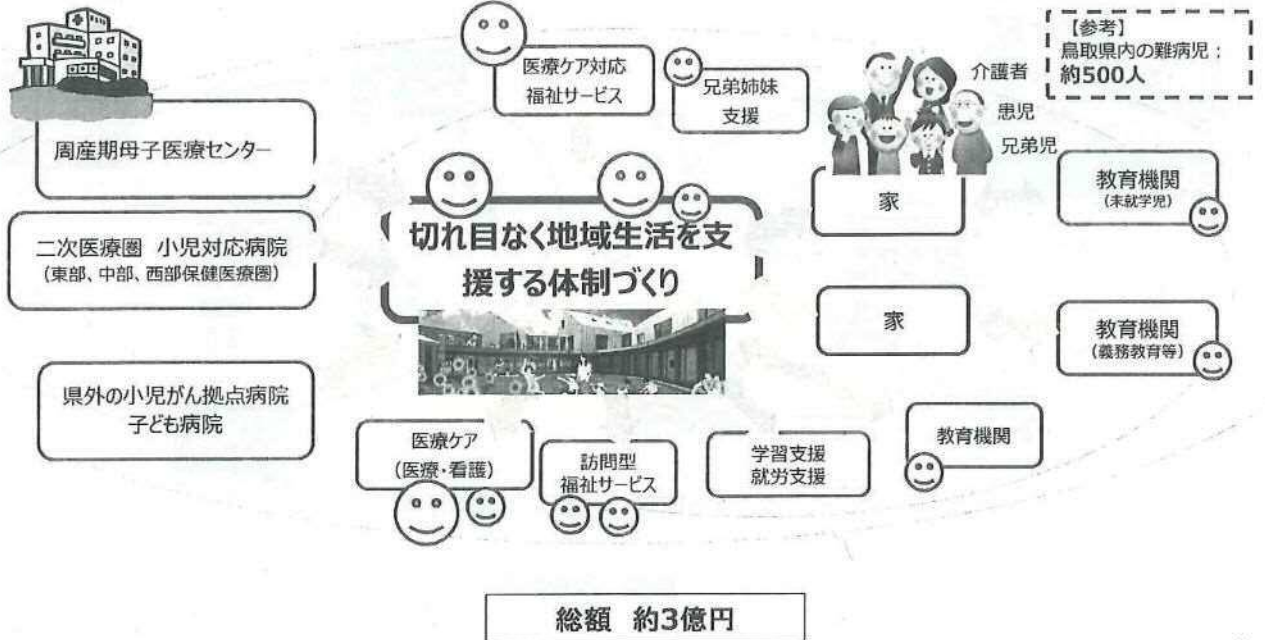 医療ケア対応
福祉サービス
兄弟姉妹
支援
介護者
患児
兄弟児
【参考】
鳥取県内の難病児：
約500人
周産期母子医療センター
家
教育機関
(未就学児)
切れ目なく地域生活を支
援する体制づくり
二次医療圏 小児対応病院
(東部、中部、西部保健医療圏)
家
教育機関
(義務教育等)
県外の小児がん拠点病院
子ども病院
医療ケア
(医療・看護)
訪問型
福祉サービス
学習支援
就労支援
教育機関
総額 約3億円